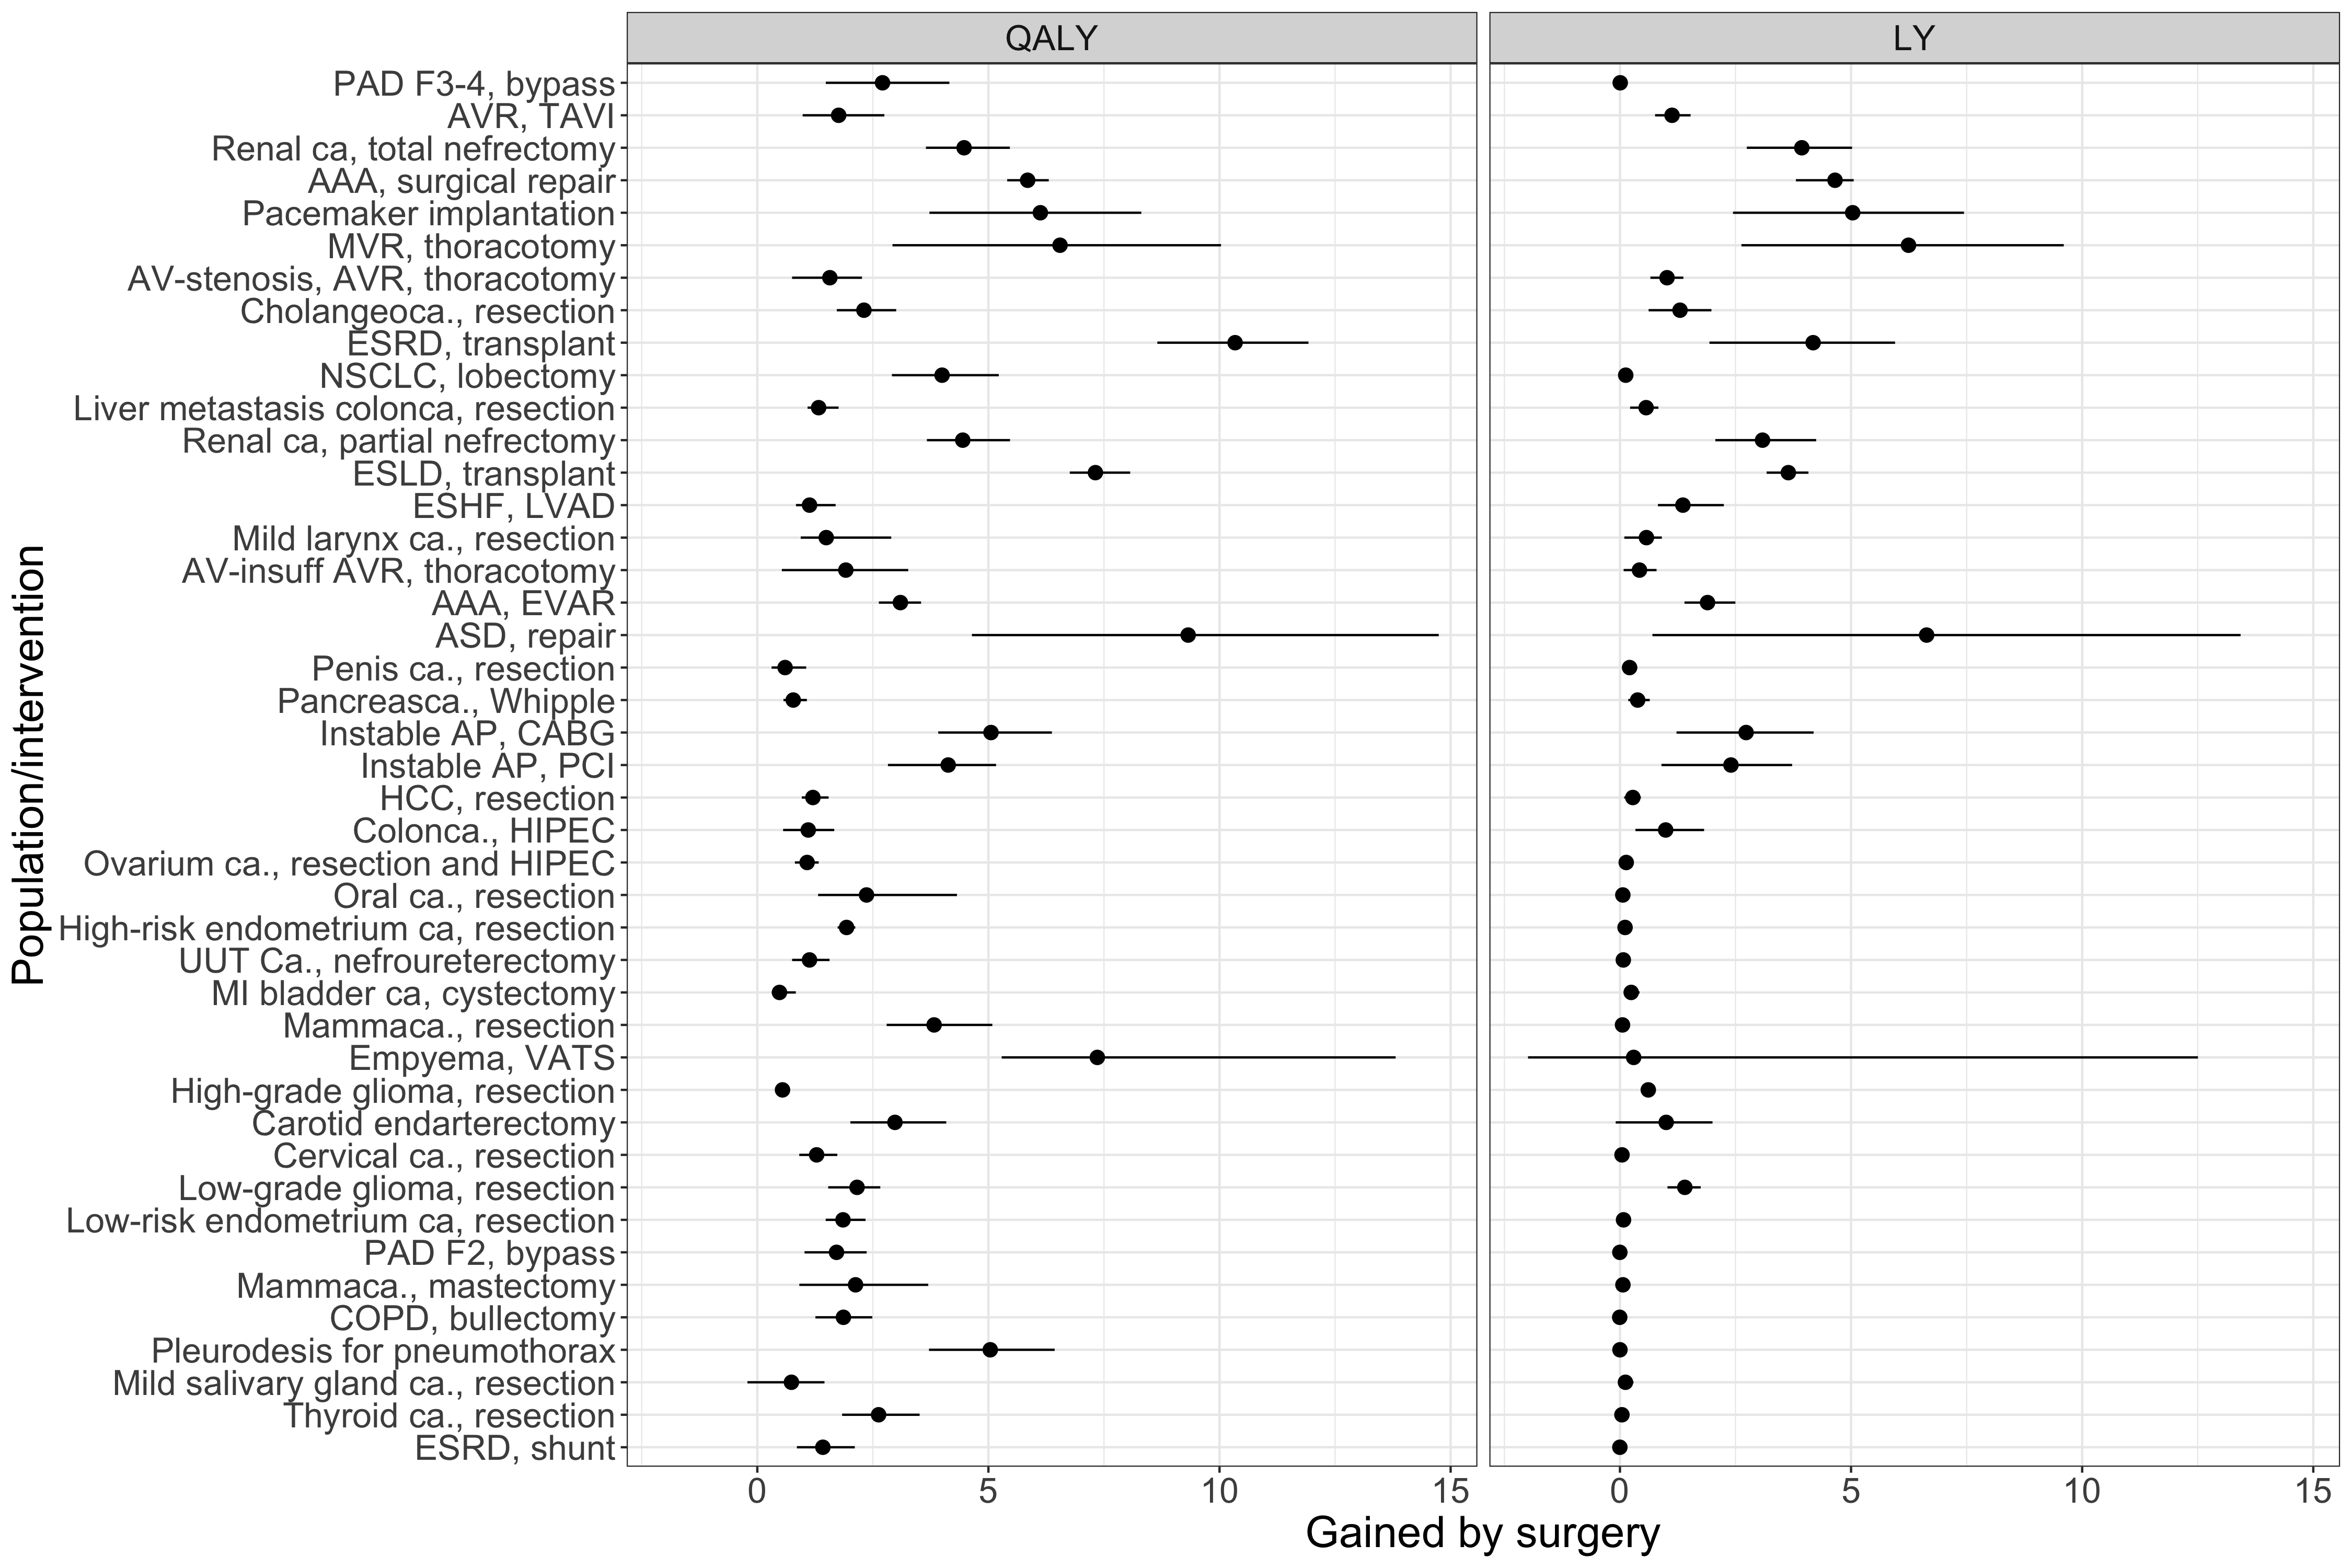 QALY
LY
PAD F3-4, bypass
AVR, TAVI
Renal ca, total nefrectomy
AAA, surgical repair
Pacemaker implantation
MVR, thoracotomy
AV-stenosis, AVR, thoracotomy
Cholangeoca., resection
ESRD, transplant
NSCLC, lobectomy
Liver metastasis colonca, resection
Renal ca, partial nefrectomy
ESLD, transplant
ESHF, LVAD
Mild larynx ca., resection
AV-insuff AVR, thoracotomy
AAA, EVAR
ASD, repair
Penis ca., resection
Pancreasca., Whipple
Instable AP, CABG
Instable AP, PCI
HCC, resection
Colonca., HIPEC
Ovarium ca., resection and HIPEC
Oral ca., resection
High-risk endometrium ca, resection
UUT Ca., nefroureterectomy
MI bladder ca, cystectomy
Mammaca., resection
Empyema, VATS
High-grade glioma, resection
Carotid endarterectomy
Cervical ca., resection
Low-grade glioma, resection
Low-risk endometrium ca, resection
PAD F2, bypass
Mammaca., mastectomy
COPD, bullectomy
Pleurodesis for pneumothorax
Mild salivary gland ca., resection
Thyroid ca., resection
ESRD, shunt
Population/intervention
0 5 10 15
0 5 10 15
Gained by surgery